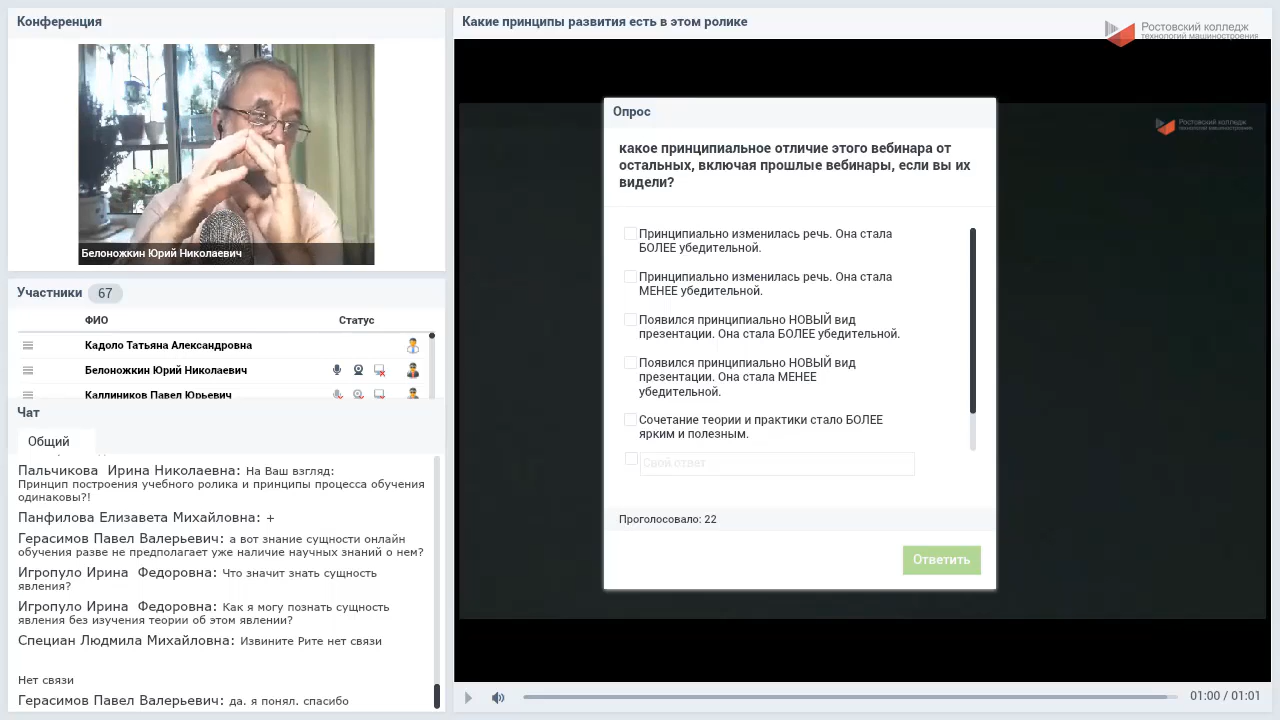 Конференция
Белоножкин Юрий Николаевич
Участники 67
ФИО Статус
Кадоло Татьяна Александровна
Белоножкин Юрий Николаевич
Каллиников Павел Юрьевич
Чат
Общий
Пальчикова Ирина Николаевна: На Ваш взгляд:
Принцип построения учебного ролика и принципы процесса обучения
одинаковы?!
Панфилова Елизавета Михайловна: +
Герасимов Павел Валерьевич: а вот знание сущности онлайн
обучения разве не предполагает уже наличие научных знаний о нем?
Игропуло Ирина Федоровна: Что значит знать сущность
явления?
Игропуло Ирина Федоровна: Как я могу познать сущность
явления без изучения теории об этом явлении?
Специан Людмила Михайловна: Извините Рите нет связи
Нет связи
Герасимов Павел Валерьевич: да. я понял. спасибо
Какие принципы развития есть в этом ролике
Ростовский колледж
технологий машиностроения
Ростовский колледж
технологий машиностроения
Опрос
какое принципиальное отличие этого вебинара от
остальных, включая прошлые вебинары, если вы их
видели?
Принципиально изменилась речь. Она стала
БОЛЕЕ убедительной.
Принципиально изменилась речь. Она стала
МЕНЕЕ убедительной.
Появился принципиально НОВЫЙ вид
презентации. Она стала БОЛЕЕ убедительной.
Появился принципиально НОВЫЙ вид
презентации. Она стала МЕНЕЕ
убедительной.
Сочетание теории и практики стало БОЛЕЕ
ярким и полезным.
Свой ответ
Проголосовало: 22
Ответить
01:00 / 01:01